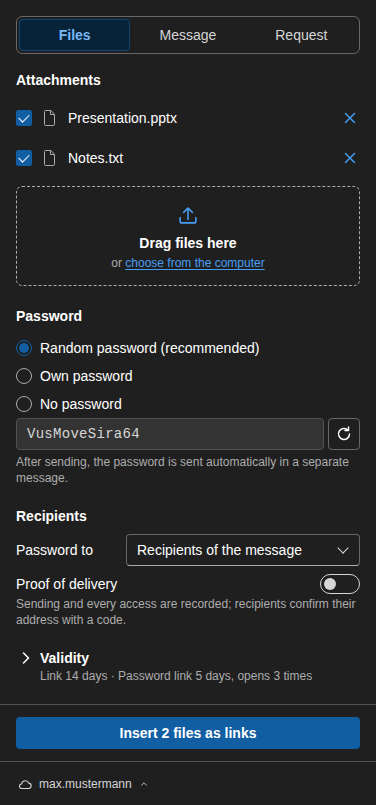 Files Message Request
Attachments
Presentation.pptx
Notes.txt
Drag files here
or choose from the computer
Password
Random password (recommended)
Own password
No password
VusMoveSira64
After sending, the password is sent automatically in a separate
message.
Recipients
Password to Recipients of the message
Proof of delivery
Sending and every access are recorded; recipients confirm their
address with a code.
Validity
Link 14 days · Password link 5 days, opens 3 times
Insert 2 files as links
max.mustermann